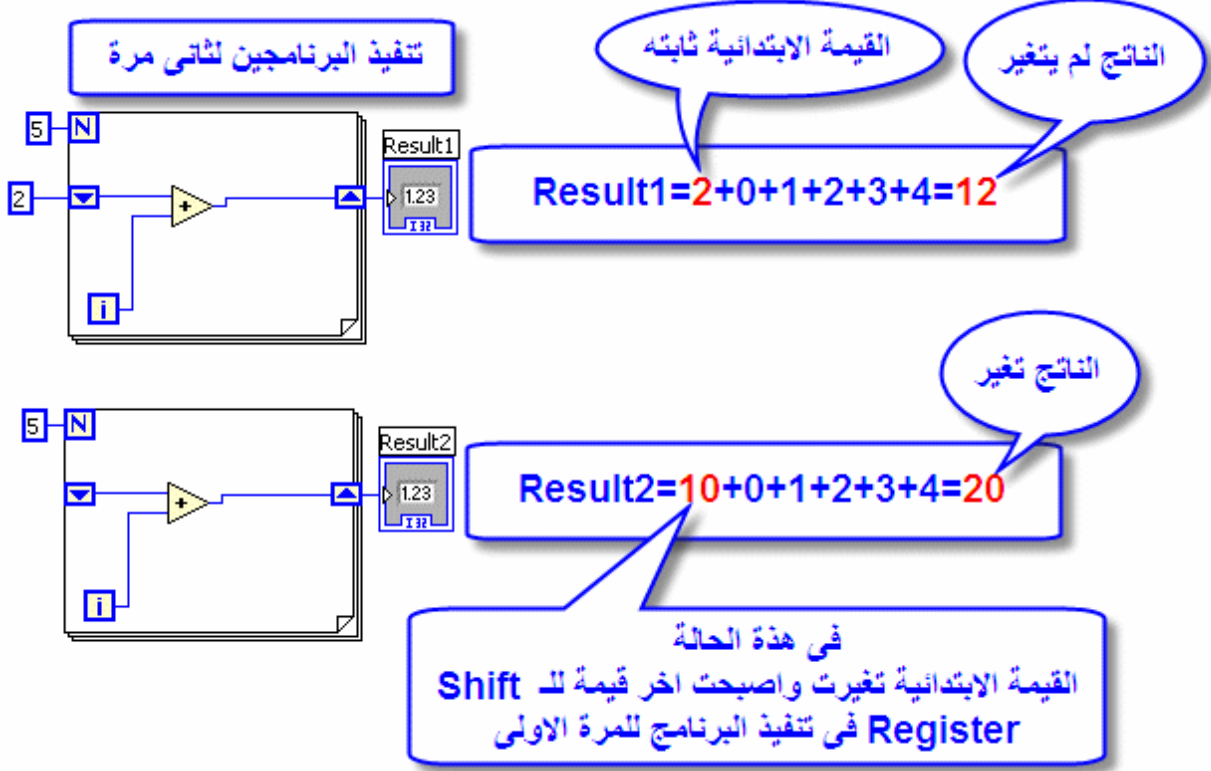 تنفيذ البرنامجين لثانى مرة
القيمة الابتدائية ثابته
الناتج لم يتغير
5 N
Result1
2
1.23
I32
i
Result1=2+0+1+2+3+4=12
الناتج تغير
5 N
Result2
1.23
I32
i
Result2=10+0+1+2+3+4=20
فى هذة الحالة
القيمة الابتدائية تغيرت واصبحت اخر قيمة للـ Shift
Register فى تنفيذ البرنامج للمرة الاولى